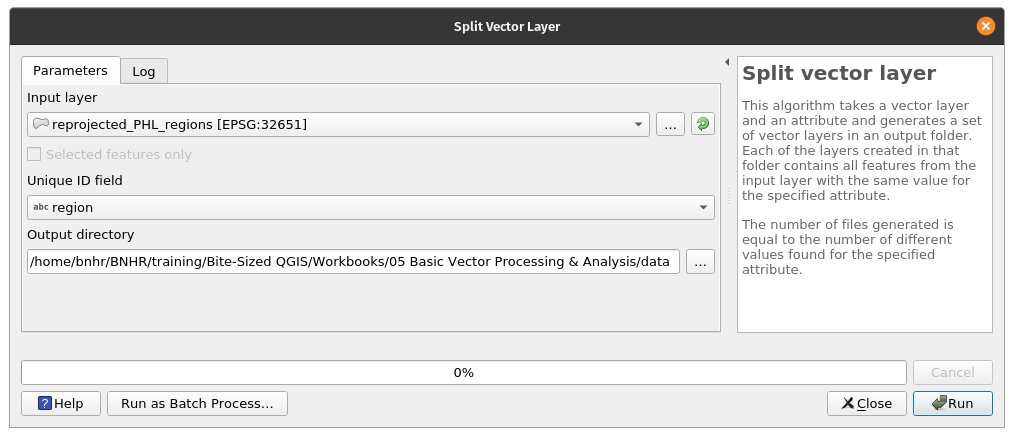 Split Vector Layer
Parameters
Log
Input layer
reprojected_PHL_regions [EPSG:32651]
...
Selected features only
Unique ID field
abc region
Output directory
/home/bnhr/BNHR/training/Bite-Sized QGIS/Workbooks/05 Basic Vector Processing & Analysis/data
...
Split vector layer
This algorithm takes a vector layer
and an attribute and generates a set
of vector layers in an output folder.
Each of the layers created in that
folder contains all features from the
input layer with the same value for
the specified attribute.
The number of files generated is
equal to the number of different
values found for the specified
attribute.
0%
Cancel
? Help
Run as Batch Process...
Close
Run